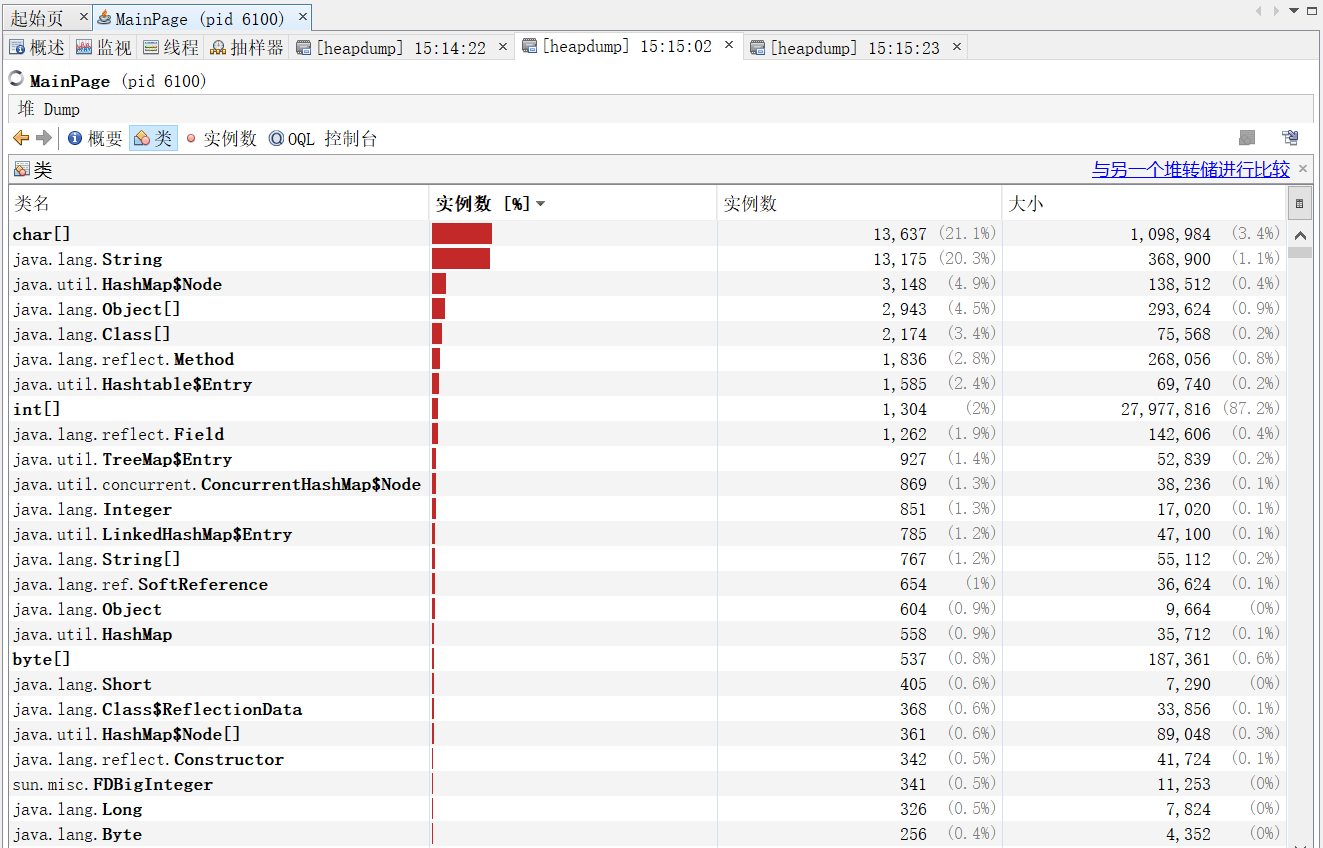 起始页 MainPage (pid 6100)
概述 监视 线程 抽样器 [heapdump] 15:14:22 [heapdump] 15:15:02 [heapdump] 15:15:23
MainPage (pid 6100)
堆 Dump
概要 类 实例数 OQL 控制台
类 与另一个堆转储进行比较
类名 实例数 [%] 实例数 大小
char[] 13,637 (21.1%) 1,098,984 (3.4%)
java.lang.String 13,175 (20.3%) 368,900 (1.1%)
java.util.HashMap$Node 3,148 (4.9%) 138,512 (0.4%)
java.lang.Object[] 2,943 (4.5%) 293,624 (0.9%)
java.lang.Class[] 2,174 (3.4%) 75,568 (0.2%)
java.lang.reflect.Method 1,836 (2.8%) 268,056 (0.8%)
java.util.Hashtable$Entry 1,585 (2.4%) 69,740 (0.2%)
int[] 1,304 (2%) 27,977,816 (87.2%)
java.lang.reflect.Field 1,262 (1.9%) 142,606 (0.4%)
java.util.TreeMap$Entry 927 (1.4%) 52,839 (0.2%)
java.util.concurrent.ConcurrentHashMap$Node 869 (1.3%) 38,236 (0.1%)
java.lang.Integer 851 (1.3%) 17,020 (0.1%)
java.util.LinkedHashMap$Entry 785 (1.2%) 47,100 (0.1%)
java.lang.String[] 767 (1.2%) 55,112 (0.2%)
java.lang.ref.SoftReference 654 (1%) 36,624 (0.1%)
java.lang.Object 604 (0.9%) 9,664 (0%)
java.util.HashMap 558 (0.9%) 35,712 (0.1%)
byte[] 537 (0.8%) 187,361 (0.6%)
java.lang.Short 405 (0.6%) 7,290 (0%)
java.lang.Class$ReflectionData 368 (0.6%) 33,856 (0.1%)
java.util.HashMap$Node[] 361 (0.6%) 89,048 (0.3%)
java.lang.reflect.Constructor 342 (0.5%) 41,724 (0.1%)
sun.misc.FDBigInteger 341 (0.5%) 11,253 (0%)
java.lang.Long 326 (0.5%) 7,824 (0%)
java.lang.Byte 256 (0.4%) 4,352 (0%)